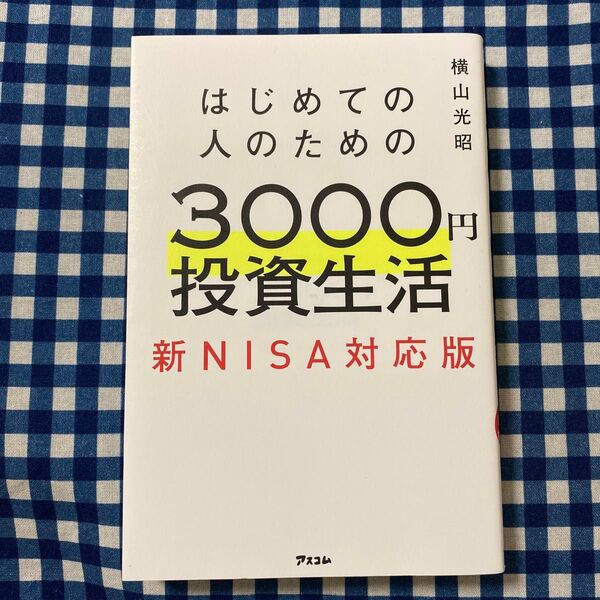 横山光昭
はじめての
人のための
3000円
投資生活
新NISA対応版
アスコム